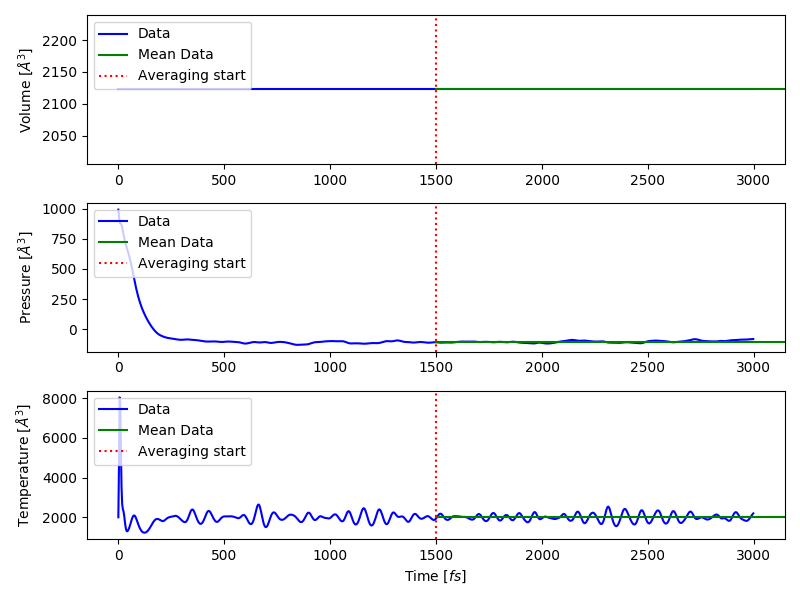 2200
2150
2100
2050
Volume [Å³]
Data
Mean Data
Averaging start
0 500 1000 1500 2000 2500 3000
1000
750
500
250
0
Pressure [Å³]
Data
Mean Data
Averaging start
0 500 1000 1500 2000 2500 3000
8000
6000
4000
2000
Temperature [Å³]
Data
Mean Data
Averaging start
0 500 1000 1500 2000 2500 3000
Time [fs]